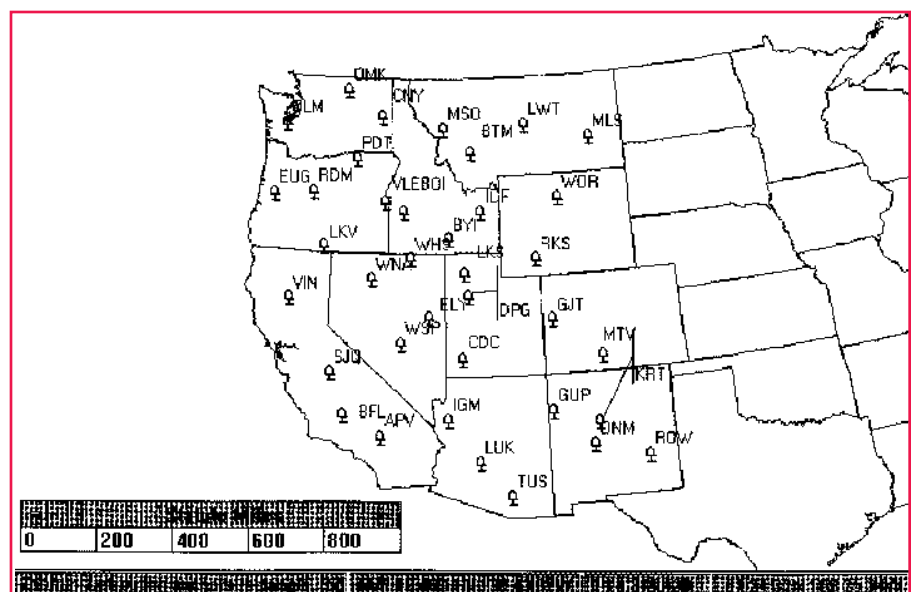 OMK
OLM
CNY
MSO
LWT
BTM
MLS
PDT
EUG
RDM
VLEBOI
IDF
WOR
BYI
LKV
WHS
LKS
RKS
WNA
VIN
ELY
DPG
GJT
WSP
CDC
MTV
SJQ
KRT
BFL
APV
IGM
GUP
ONM
ROW
LUK
TUS
0 200 400 600 800